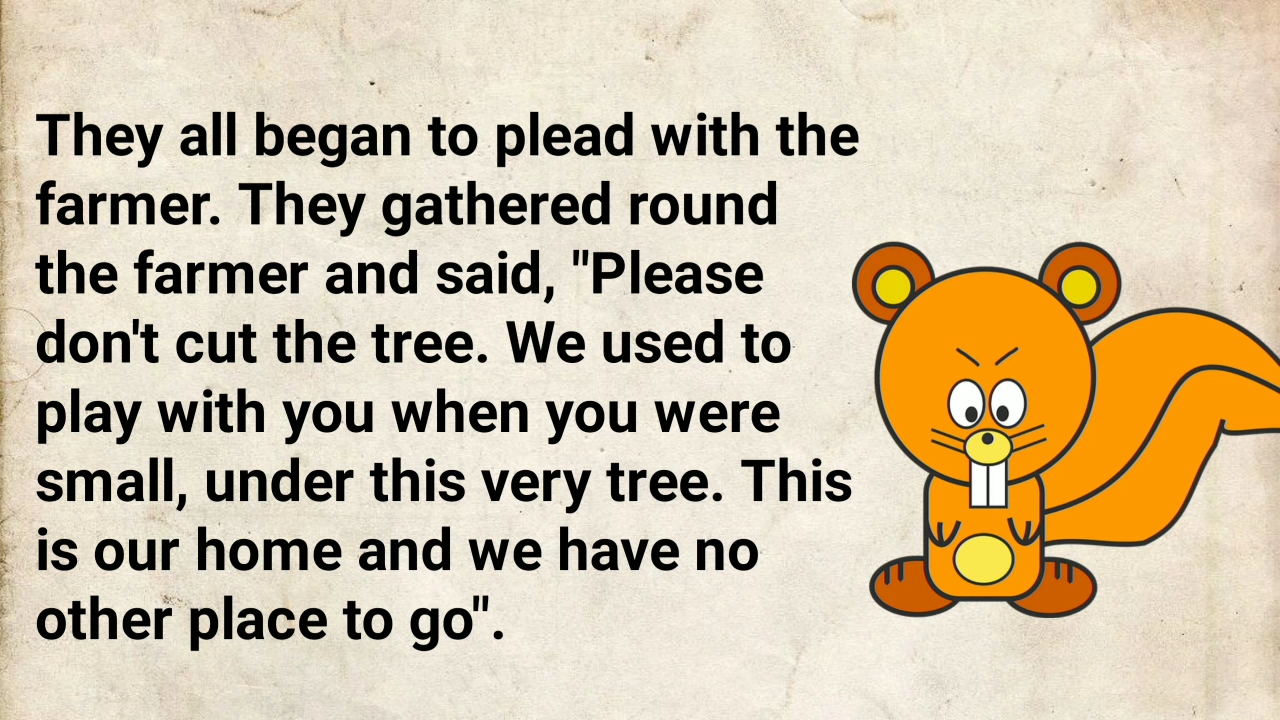 They all began to plead with the
farmer. They gathered round
the farmer and said, "Please
don't cut the tree. We used to
play with you when you were
small, under this very tree. This
is our home and we have no
other place to go".